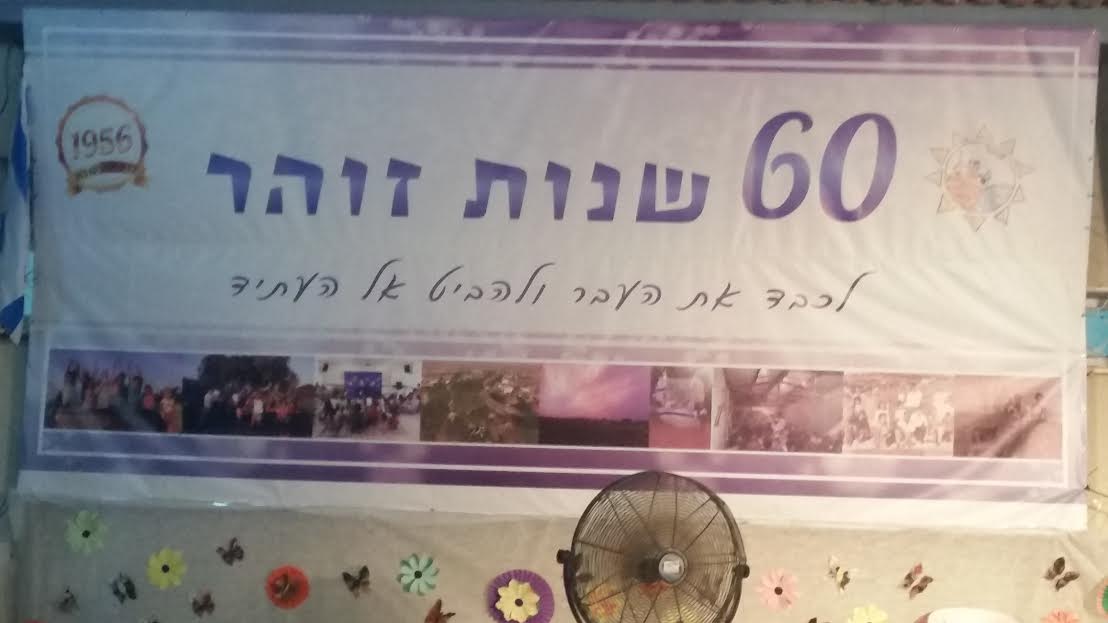 60 שנות זוהר
1956
לכבד את העבר ולהביט אל העתיד